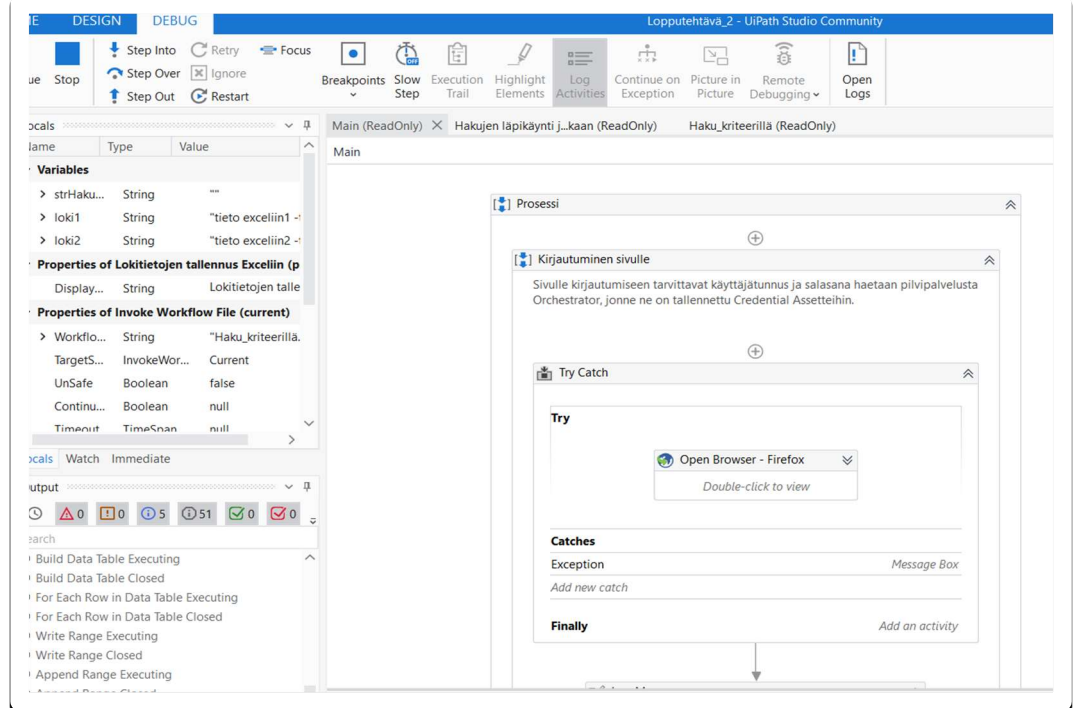 DESIGN
DEBUG
Lopputehtävä_2 - UiPath Studio Community
Stop
Step Into
Retry
Focus
Step Over
Ignore
Step Out
Restart
Breakpoints
Slow Step
Execution Trail
Highlight Elements
Log Activities
Continue on Exception
Picture in Picture
Remote Debugging
Open Logs
Main (ReadOnly)
Hakujen läpikäynti j...kaan (ReadOnly)
Haku_kriteerillä (ReadOnly)
Type Value
Variables
strHaku... String ""
loki1 String "tieto exceliin1 -
loki2 String "tieto exceliin2 -
Properties of Lokitietojen tallennus Exceliin (p
Display... String Lokitietojen talle
Properties of Invoke Workflow File (current)
Workflo... String "Haku_kriteerillä.
TargetS... InvokeWor... Current
UnSafe Boolean false
Continu... Boolean null
Timeout TimeSpan null
Watch Immediate
0 0 5 51 0 0
Build Data Table Executing
Build Data Table Closed
For Each Row in Data Table Executing
For Each Row in Data Table Closed
Write Range Executing
Write Range Closed
Append Range Executing
Main
Prosessi
Kirjautuminen sivulle
Sivulle kirjautumiseen tarvittavat käyttäjätunnus ja salasana haetaan pilvipalvelusta
Orchestrator, jonne ne on tallennettu Credential Assetteihin.
Try Catch
Try
Open Browser - Firefox
Double-click to view
Catches
Exception Message Box
Add new catch
Finally Add an activity